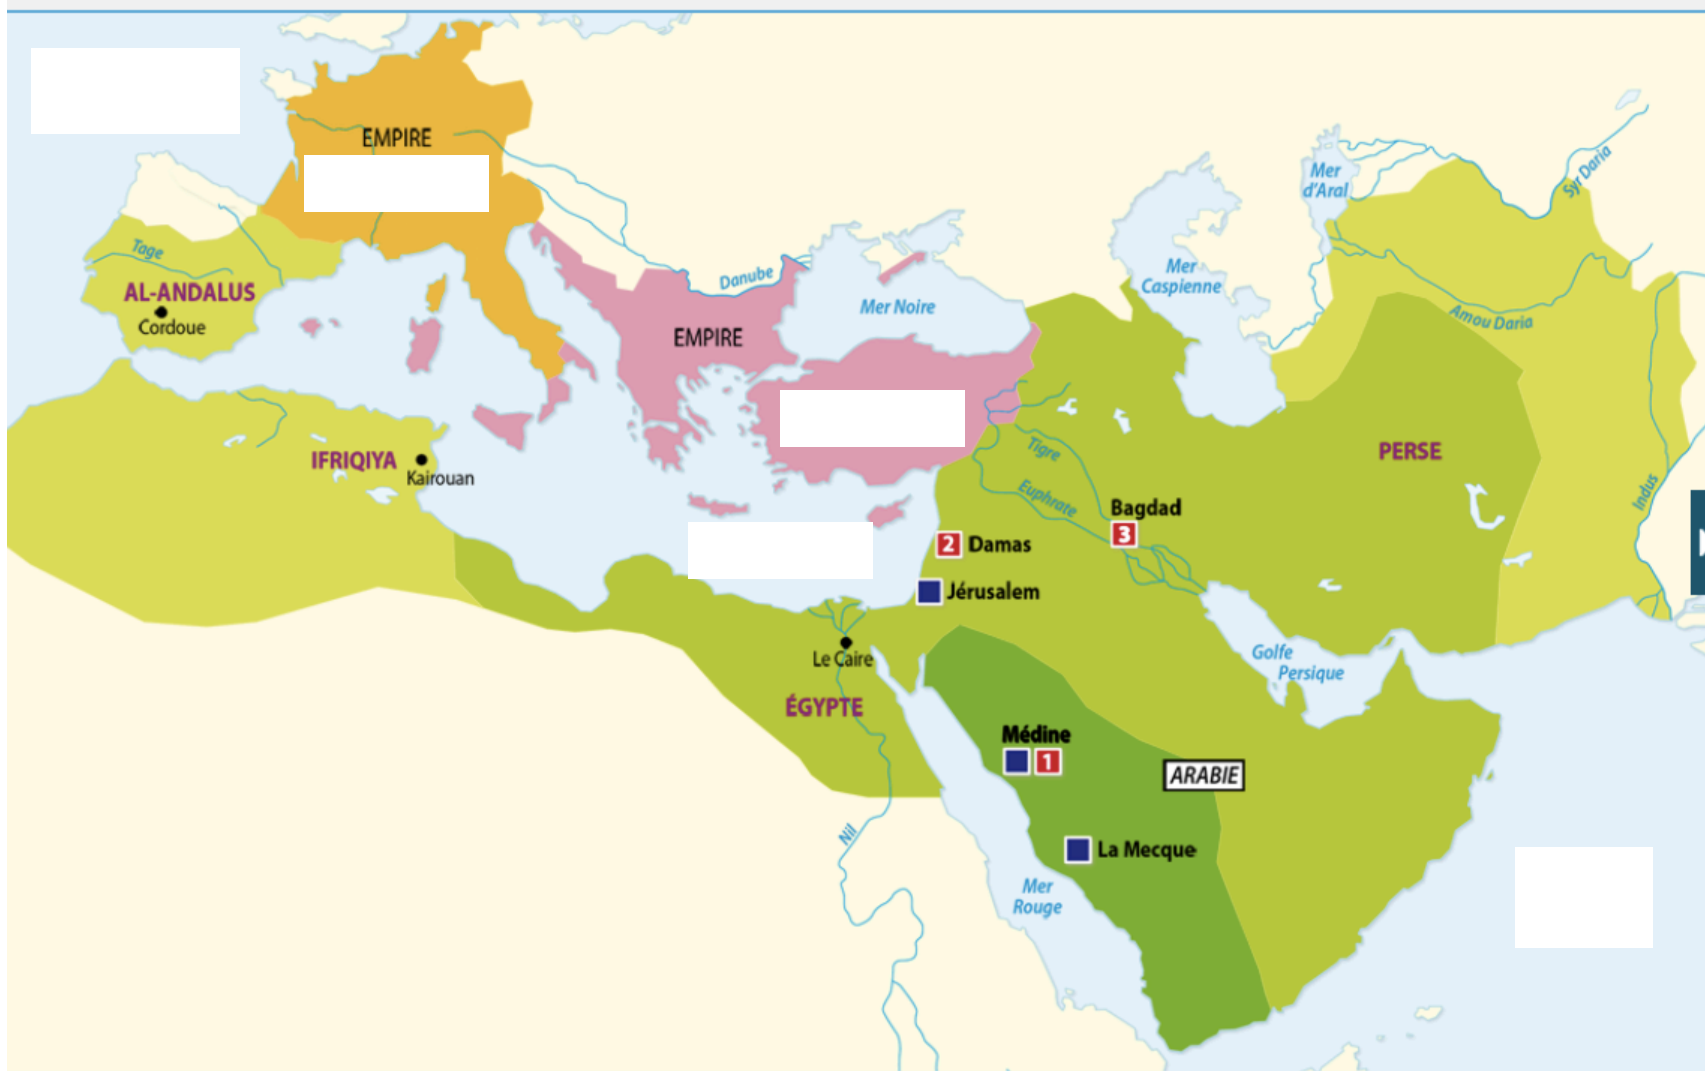 EMPIRE
Mer
d'Aral
Syr Daria
Tage
AL-ANDALUS
Cordoue
Danube
Mer
Caspienne
Mer Noire
EMPIRE
Amou Daria
IFRIQIYA
Kairouan
Tigre
PERSE
Euphrate
Bagdad
3
Indus
2 Damas
Jérusalem
Le Caire
Golfe
Persique
ÉGYPTE
Médine
1
ARABIE
Nil
La Mecque
Mer
Rouge